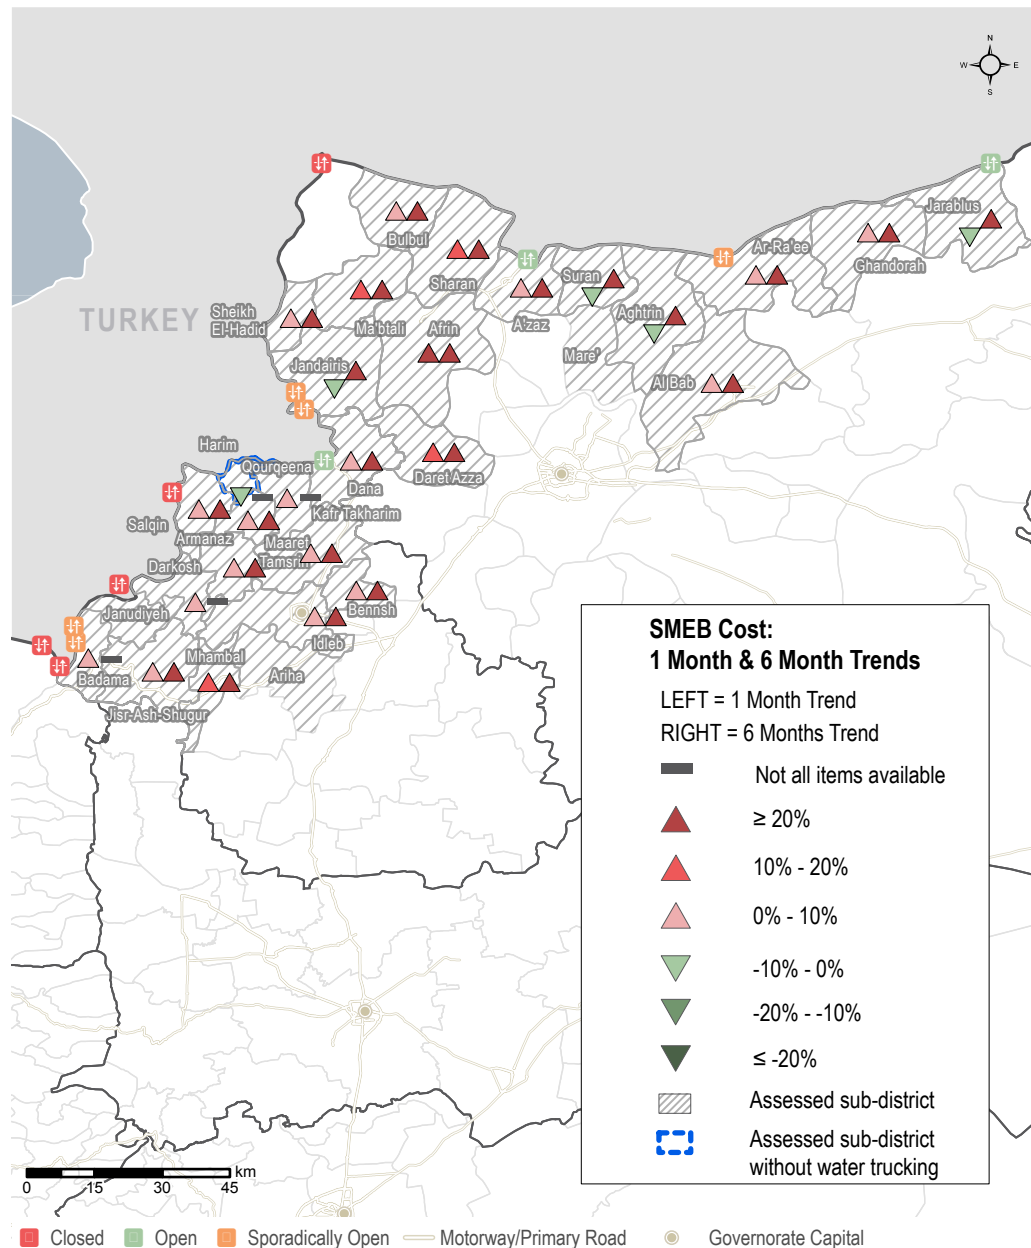 N
W
E
S
Jarablus
Bulbul
Ar-Ra'ee
Ghandorah
Sharan
Suran
A'zaz
Sheikh
El-Hadid
TURKEY
Ma'btali
Afrin
Aghtrin
Mare'
Jandairis
Al Bab
Harim
Qourqeena
Dana
Daret Azza
Kafr Takharim
Salqin
Armanaz
Maaret
Tamsrin
Darkosh
Janudiyeh
Bennsh
Idleb
Mhambal
Ariha
Badama
Jisr-Ash-Shugur
SMEB Cost:
1 Month & 6 Month Trends
LEFT = 1 Month Trend
RIGHT = 6 Months Trend
Not all items available
≥ 20%
10% - 20%
0% - 10%
-10% - 0%
-20% - -10%
≤ -20%
Assessed sub-district
Assessed sub-district
without water trucking
km
0 15 30 45
Closed Open Sporadically Open Motorway/Primary Road Governorate Capital